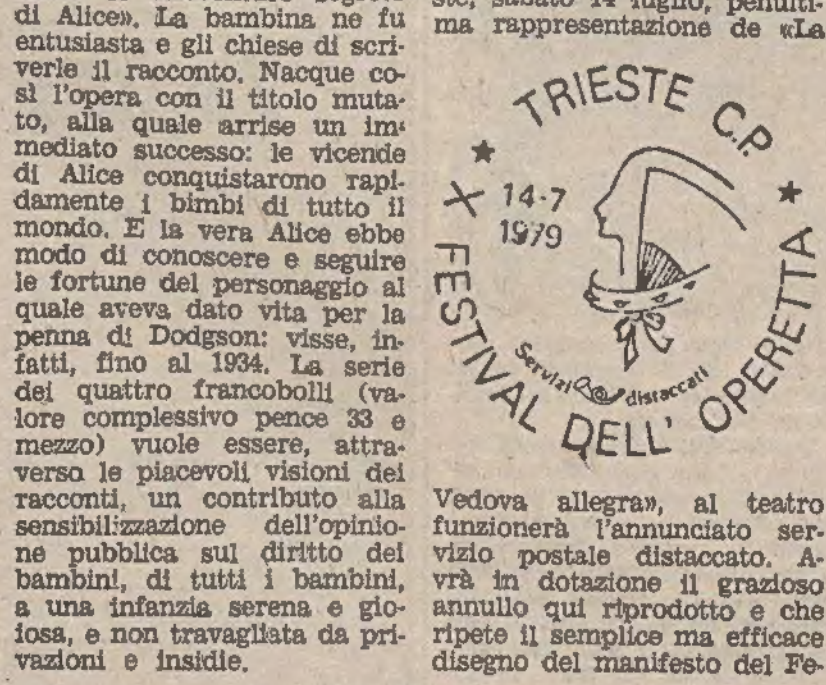 di Alice». La bambina ne fu
entusiasta e gli chiese di scri-
verle il racconto. Nacque co-
sì l'opera con il titolo muta-
to, alla quale arrise un im-
mediato successo: le vicende
di Alice conquistarono rapi-
damente i bimbi di tutto il
mondo. E la vera Alice ebbe
modo di conoscere e seguire
le fortune del personaggio al
quale aveva dato vita per la
penna di Dodgson: visse, in-
fatti, fino al 1934. La serie
dei quattro francobolli (va-
lore complessivo pence 33 e
mezzo) vuole essere, attra-
verso le piacevoli visioni dei
racconti, un contributo alla
sensibilizzazione dell'opinio-
ne pubblica sul diritto dei
bambini, di tutti i bambini,
a una infanzia serena e gio-
iosa, e non travagliata da pri-
vazioni e insidie.
ste, sabato 14 luglio, penulti-
ma rappresentazione de «La
TRIESTE C.P.
14-7
1979
X FESTIVAL DELL' OPERETTA
Servizi distaccati
Vedova allegra», al teatro
funzionerà l'annunciato ser-
vizio postale distaccato. A-
vrà in dotazione il grazioso
annullo qui riprodotto e che
ripete il semplice ma efficace
disegno del manifesto del Fe-